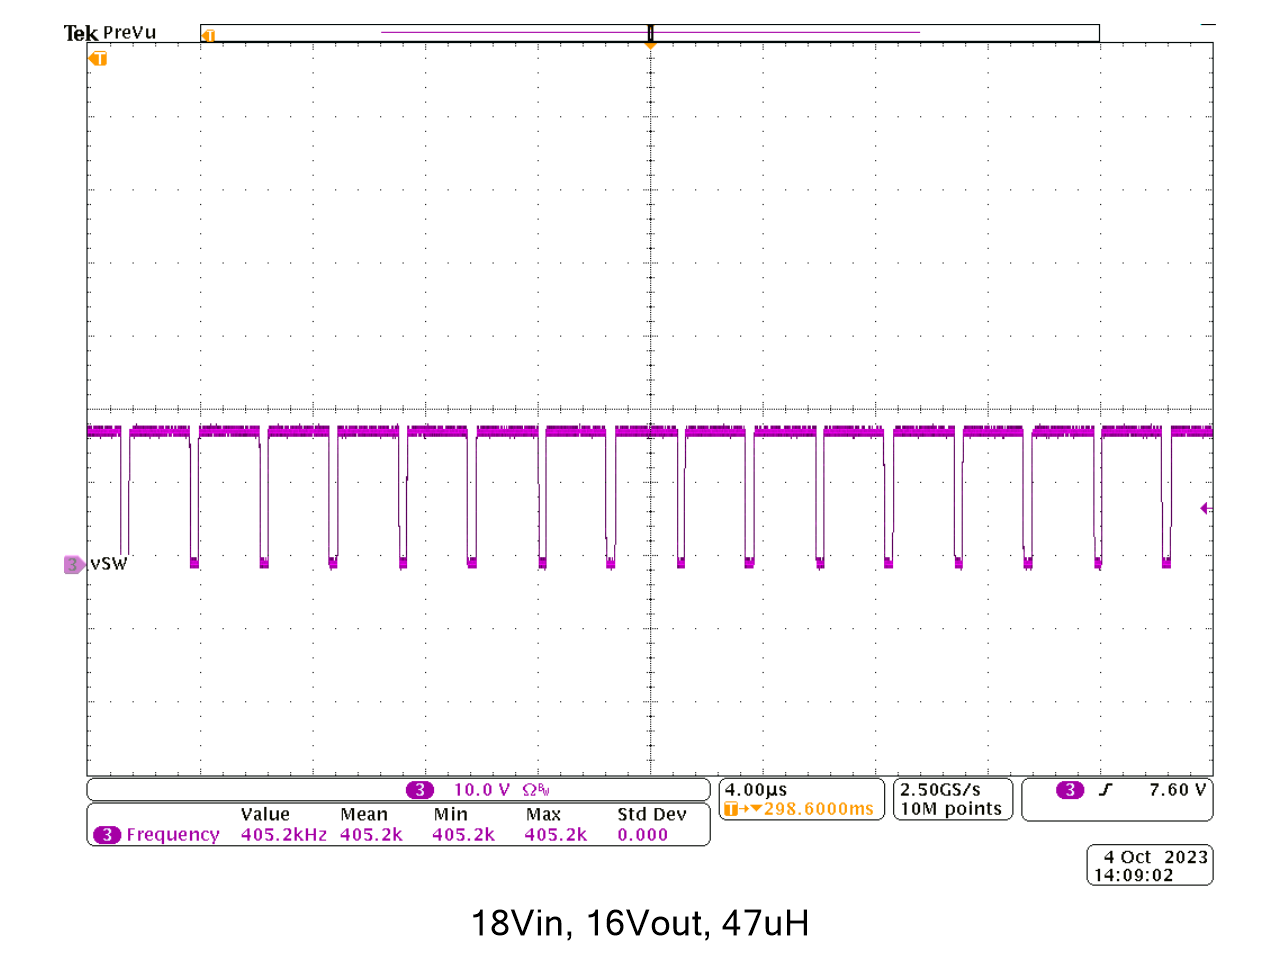 Tek PreVu
T
T
3 vSW
3 10.0 V ΩBW
Value Mean Min Max Std Dev
3 Frequency 405.2kHz 405.2k 405.2k 405.2k 0.000
4.00μs
T→▼298.6000ms
2.50GS/s
10M points
3 7.60 V
4 Oct 2023
14:09:02
18Vin, 16Vout, 47uH